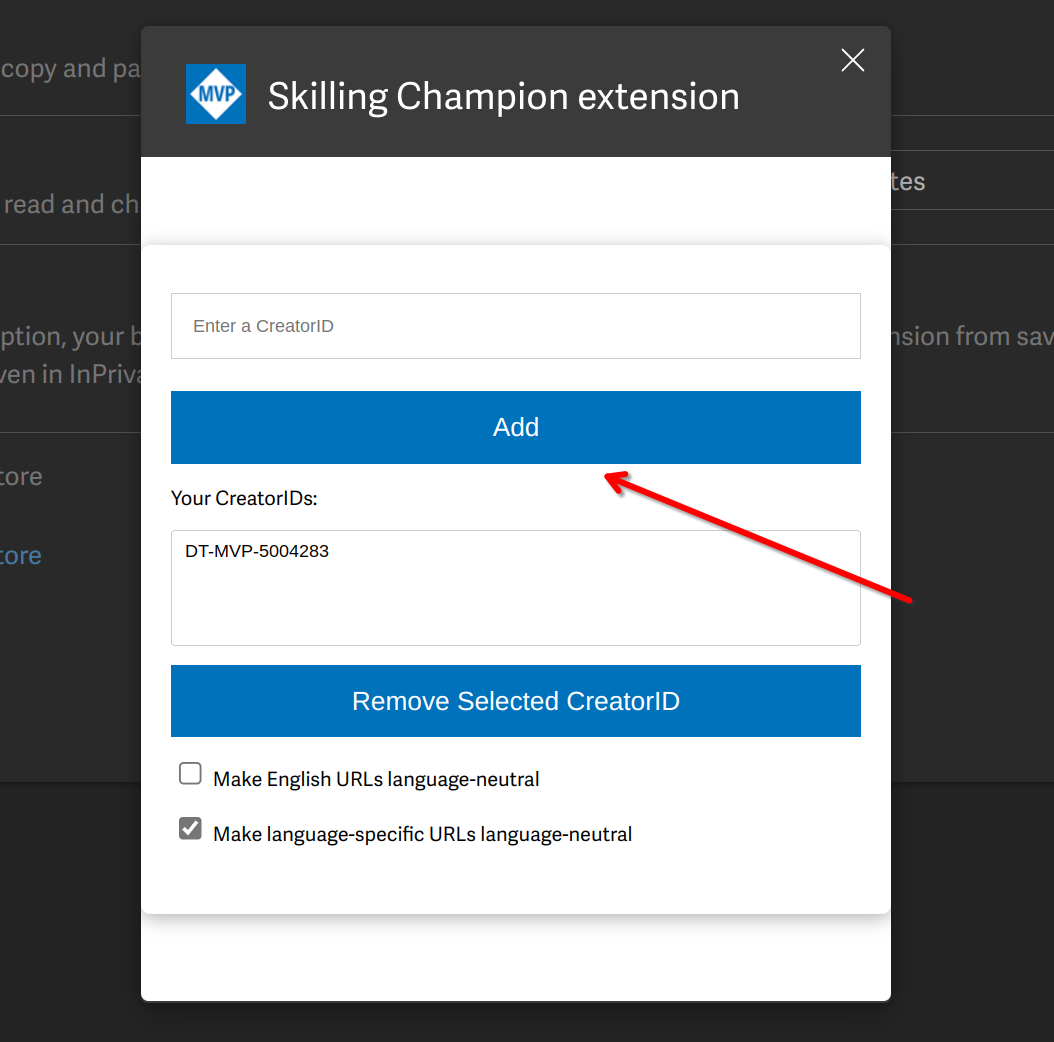 copy and pa
MVP
Skilling Champion extension
tes
read and ch
Enter a CreatorID
ption, your b
nsion from sav
ven in InPriva
Add
tore
Your CreatorIDs:
DT-MVP-5004283
tore
Remove Selected CreatorID
Make English URLs language-neutral
Make language-specific URLs language-neutral